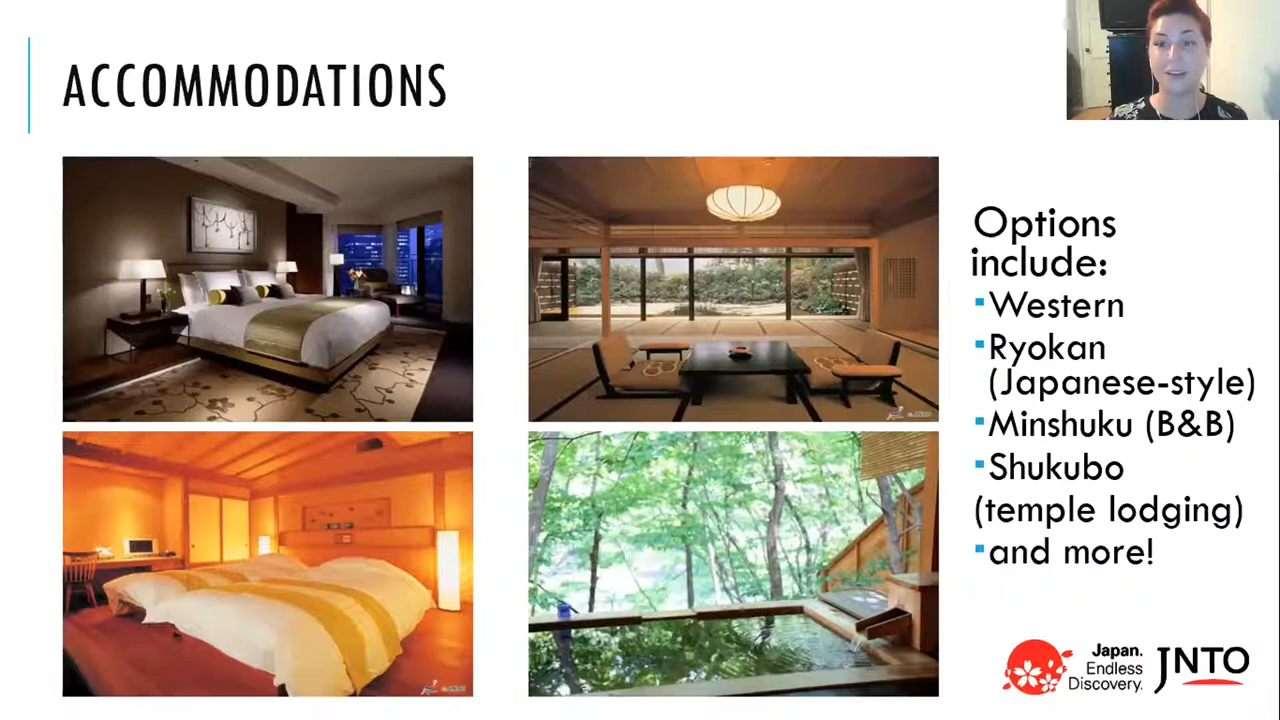 ACCOMMODATIONS
Options
include:
Western
Ryokan
(Japanese-style)
Minshuku (B&B)
Shukubo
(temple lodging)
and more!
Japan.
Endless
Discovery.
JNTO